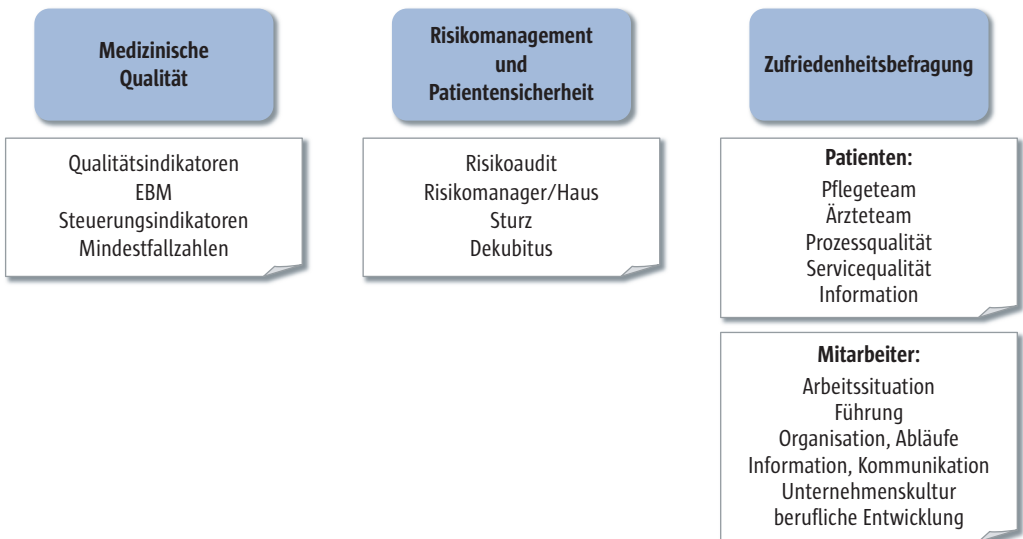 Medizinische
Qualität
Qualitätsindikatoren
EBM
Steuerungsindikatoren
Mindestfallzahlen
Risikomanagement
und
Patientensicherheit
Risikoaudit
Risikomanager/Haus
Sturz
Dekubitus
Zufriedenheitsbefragung
Patienten:
Pflegeteam
Ärzteteam
Prozessqualität
Servicequalität
Information
Mitarbeiter:
Arbeitssituation
Führung
Organisation, Abläufe
Information, Kommunikation
Unternehmenskultur
berufliche Entwicklung